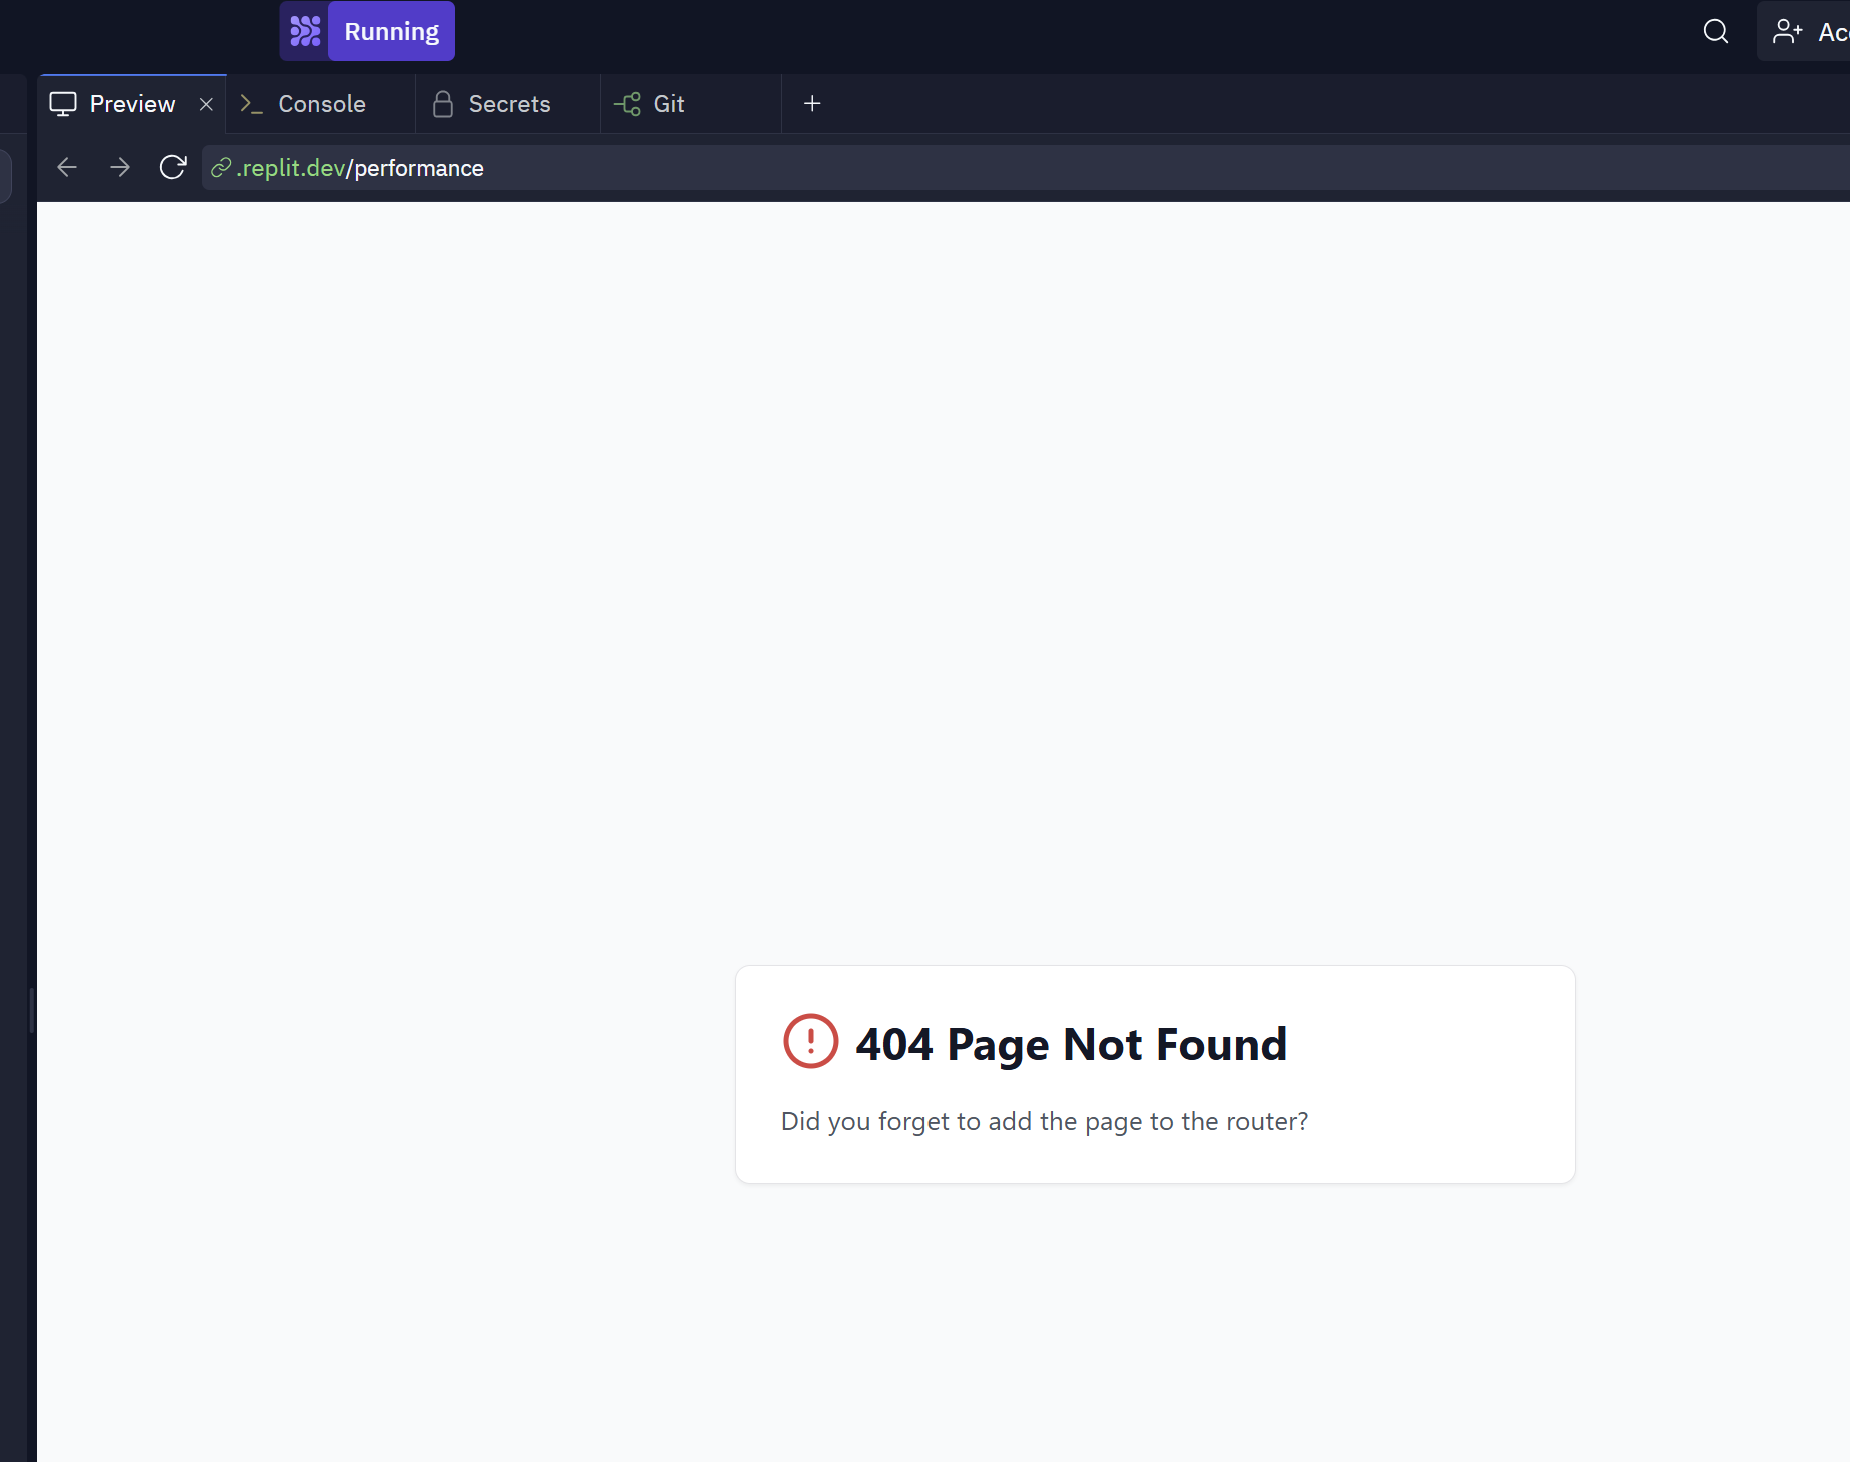 Running
Preview
Console
Secrets
Git
.replit.dev/performance
404 Page Not Found
Did you forget to add the page to the router?